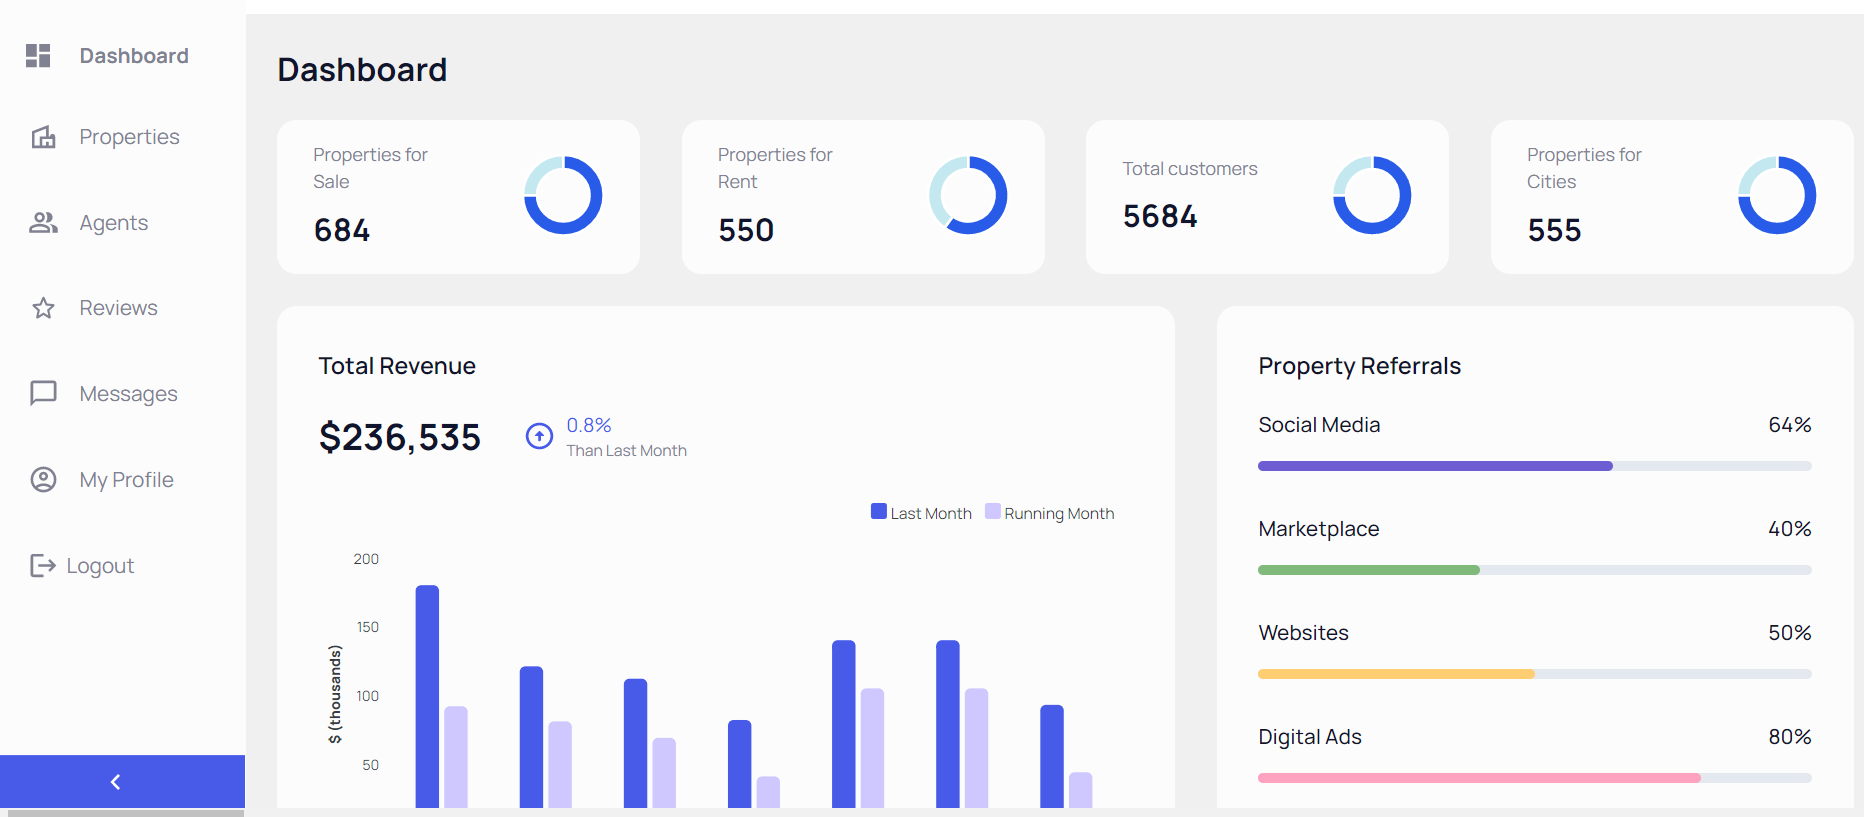 Dashboard
Properties
Agents
Reviews
Messages
My Profile
Logout
Dashboard
Properties for
Sale
684
Properties for
Rent
550
Total customers
5684
Properties for
Cities
555
Total Revenue
$236,535
0.8%
Than Last Month
Last Month Running Month
200
150
100
50
$ (thousands)
Property Referrals
Social Media 64%
Marketplace 40%
Websites 50%
Digital Ads 80%